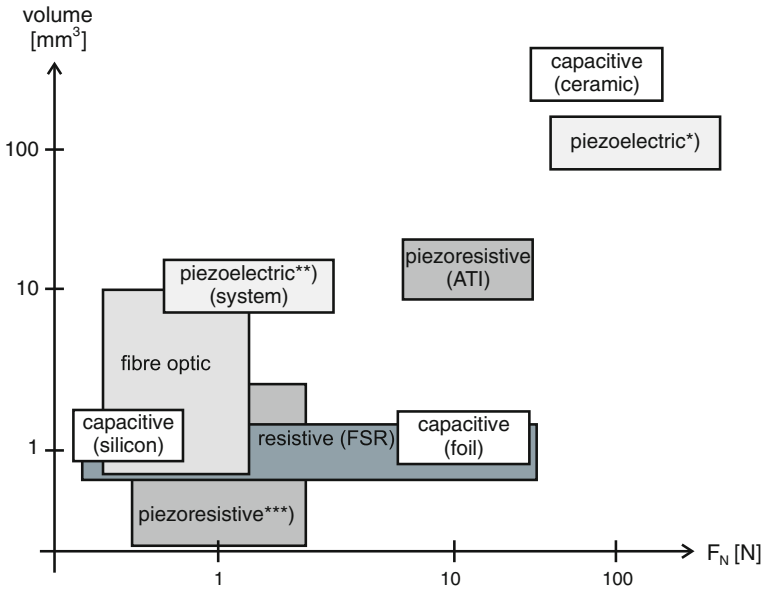 volume
[mm³]
capacitive
(ceramic)
100
piezoelectric*)
piezoresistive
(ATI)
piezoelectric**)
(system)
10
fibre optic
capacitive
(silicon)
resistive (FSR)
capacitive
(foil)
1
piezoresistive***)
F_N [N]
1
10
100